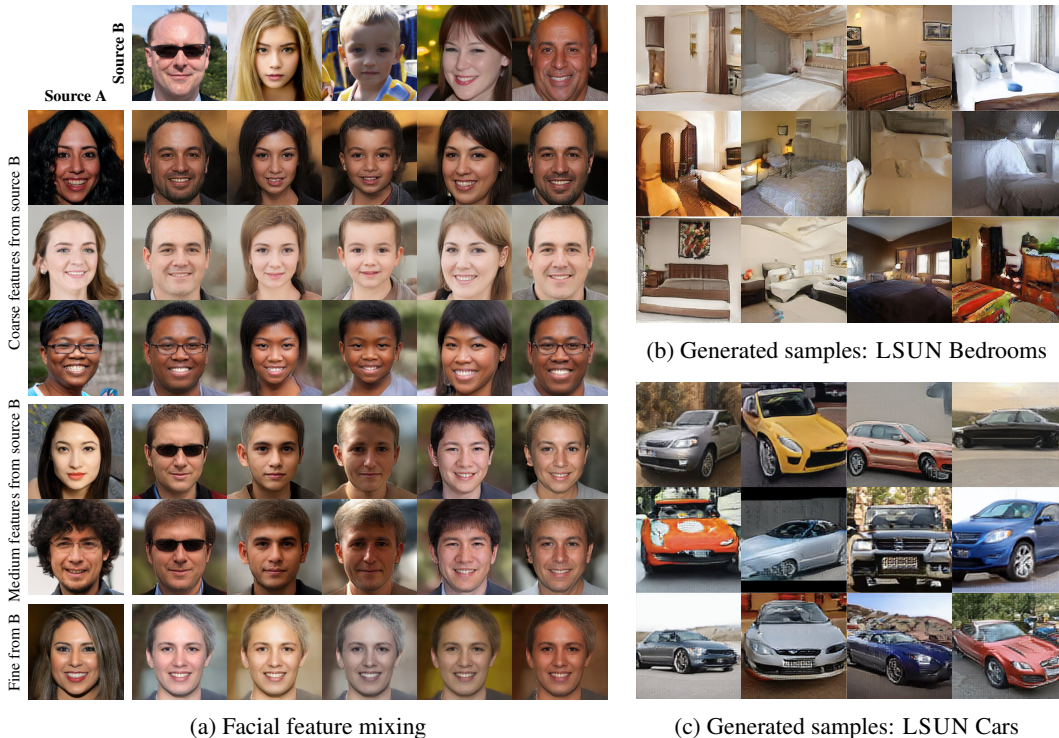 Source B
Source A
Coarse features from source B
Medium features from source B
Fine from B
(a) Facial feature mixing
(b) Generated samples: LSUN Bedrooms
(c) Generated samples: LSUN Cars